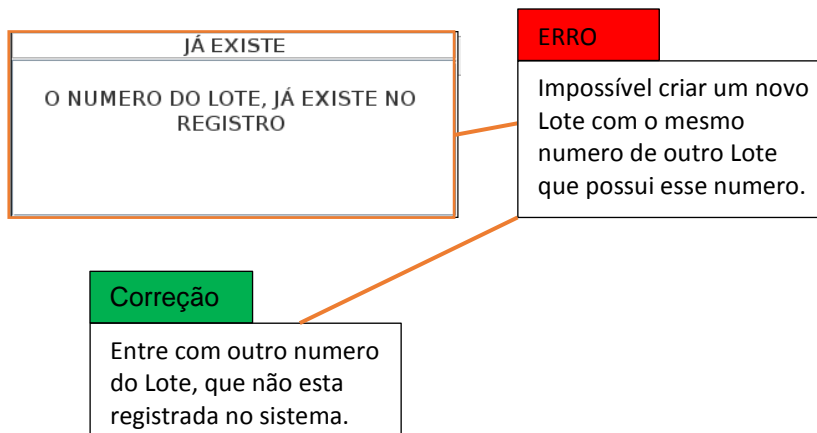 JÁ EXISTE
O NUMERO DO LOTE, JÁ EXISTE NO
REGISTRO
ERRO
Impossível criar um novo
Lote com o mesmo
numero de outro Lote
que possui esse numero.
Correção
Entre com outro numero
do Lote, que não esta
registrada no sistema.